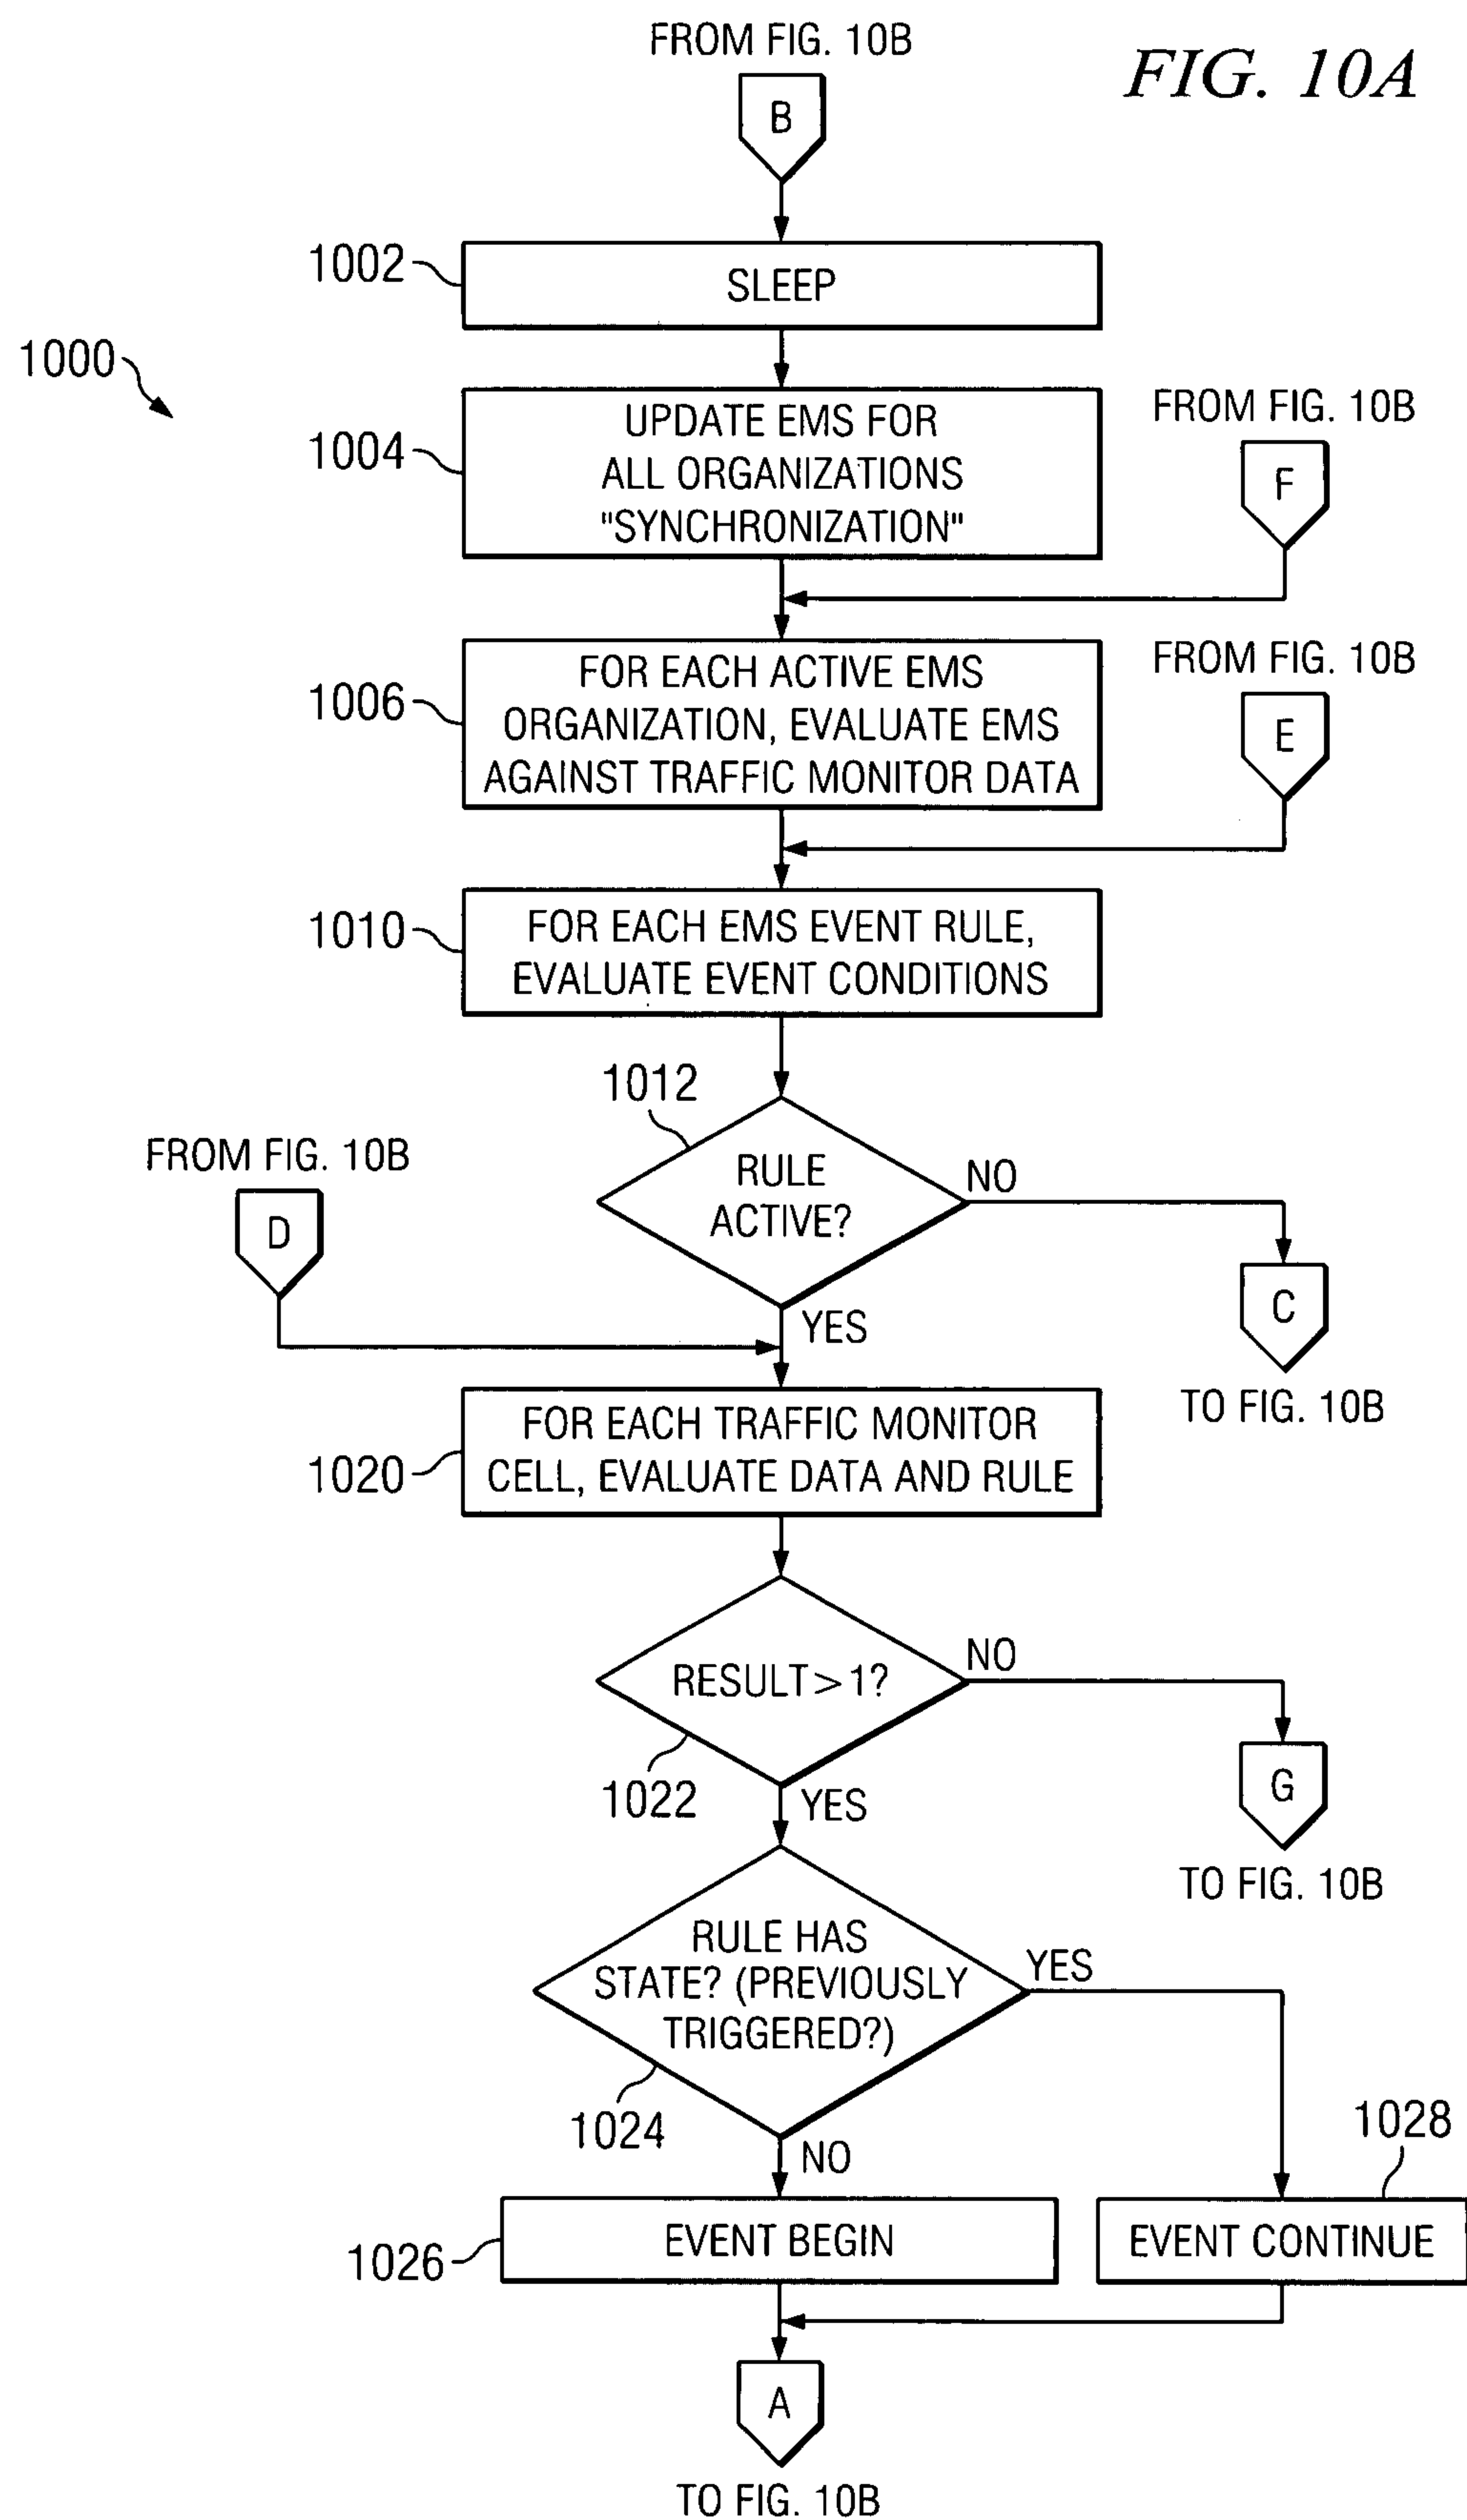 FROM FIG. 10B
FIG. 10A
B
1002
SLEEP
1000
1004
UPDATE EMS FOR
ALL ORGANIZATIONS
"SYNCHRONIZATION"
FROM FIG. 10B
F
1006
FOR EACH ACTIVE EMS
ORGANIZATION, EVALUATE EMS
AGAINST TRAFFIC MONITOR DATA
FROM FIG. 10B
E
1010
FOR EACH EMS EVENT RULE,
EVALUATE EVENT CONDITIONS
1012
RULE
ACTIVE?
NO
FROM FIG. 10B
D
YES
C
TO FIG. 10B
1020
FOR EACH TRAFFIC MONITOR
CELL, EVALUATE DATA AND RULE
RESULT > 1?
NO
1022
YES
G
TO FIG. 10B
RULE HAS
STATE? (PREVIOUSLY
TRIGGERED?)
YES
1024
NO
1028
1026
EVENT BEGIN
EVENT CONTINUE
A
TO FIG. 10B